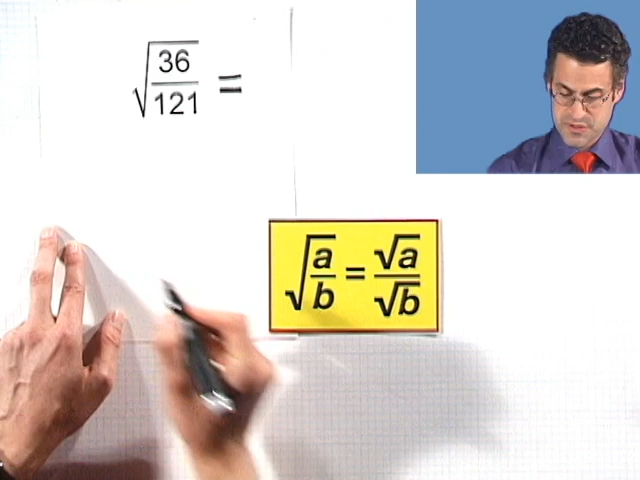 √36/121 =
√a/b = √a/√b